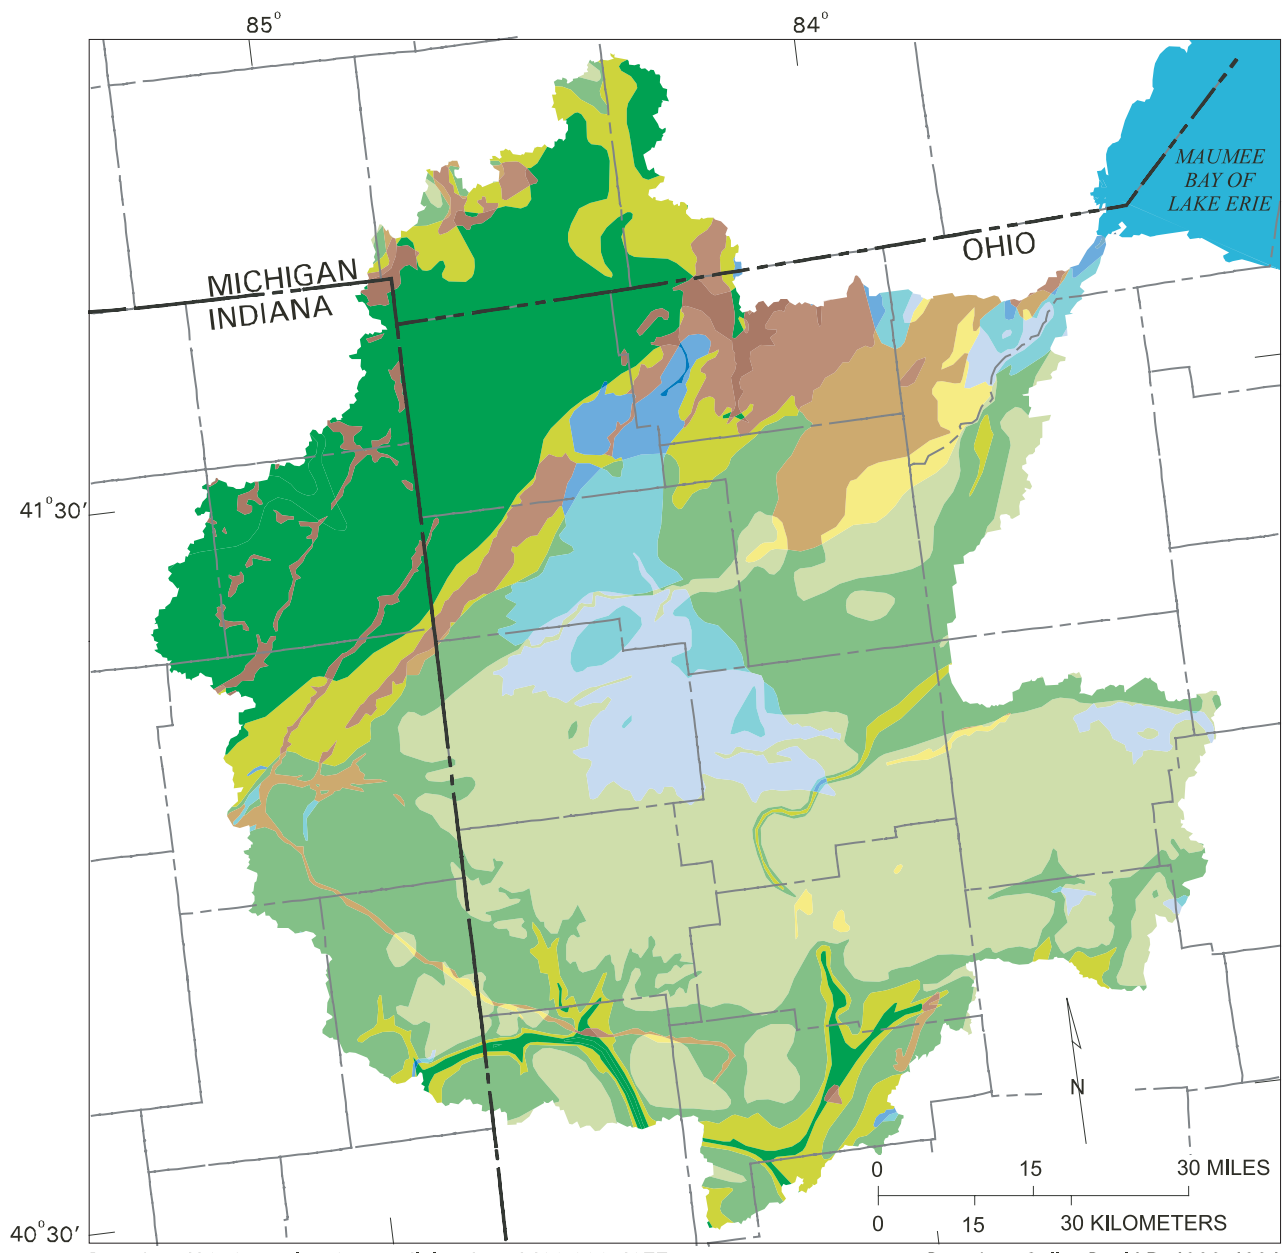 85° 84°
MAUMEE
BAY OF
LAKE ERIE
OHIO
MICHIGAN
INDIANA
41°30'
N
0 15 30 MILES
0 15 30 KILOMETERS
40°30'